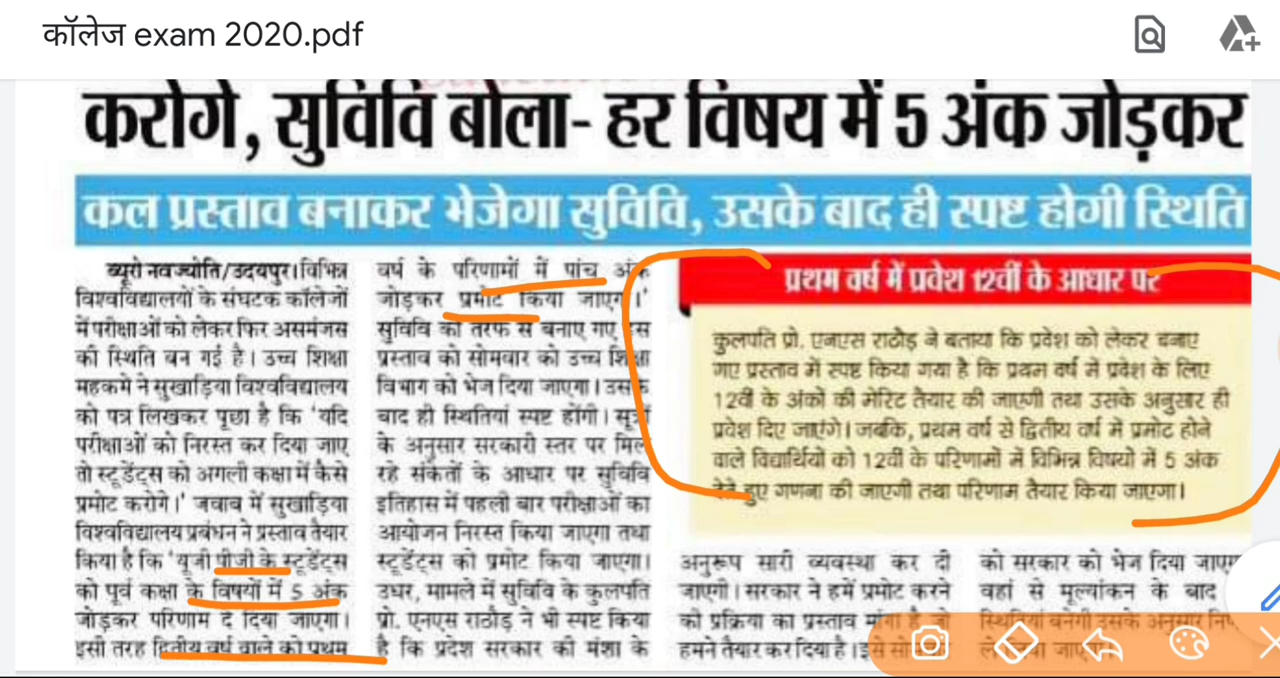 कॉलेज exam 2020.pdf
करोगे, सुविवि बोला- हर विषय में 5 अंक जोड़कर
कल प्रस्ताव बनाकर भेजेगा सुविवि, उसके बाद ही स्पष्ट होगी स्थिति
ब्यूरो नवज्योति/उदयपुर। विभिन्न
विश्वविद्यालयों के संघटक कॉलेजों
में परीक्षाओं को लेकर फिर असमंजस
की स्थिति बन गई है। उच्च शिक्षा
महकमे ने सुखाड़िया विश्वविद्यालय
को पत्र लिखकर पूछा है कि 'यदि
परीक्षाओं को निरस्त कर दिया जाए
तो स्टूडेंट्स को अगली कक्षा में कैसे
प्रमोट करोगे।' जवाब में सुखाड़िया
विश्वविद्यालय प्रबंधन ने प्रस्ताव तैयार
किया है कि 'यूजी पीजी के स्टूडेंट्स
को पूर्व कक्षा के विषयों में 5 अंक
जोड़कर परिणाम दे दिया जाएगा।
इसी तरह द्वितीय वर्ष वाले को प्रथम
वर्ष के परिणामों में पांच अंक
जोड़कर प्रमोट किया जाएगा।'
सुविवि की तरफ से बनाए गए इस
प्रस्ताव को सोमवार को उच्च शिक्षा
विभाग को भेज दिया जाएगा। उसके
बाद ही स्थितियां स्पष्ट होंगी। सूत्रों
के अनुसार सरकारी स्तर पर मिल
रहे संकेतों के आधार पर सुविवि
इतिहास में पहली बार परीक्षाओं का
आयोजन निरस्त किया जाएगा तथा
स्टूडेंट्स को प्रमोट किया जाएगा।
उधर, मामले में सुविवि के कुलपति
प्रो. एनएस राठौड़ ने भी स्पष्ट किया
है कि प्रदेश सरकार की मंशा के
प्रथम वर्ष में प्रवेश 12वीं के आधार पर
कुलपति प्रो. एनएस राठौड़ ने बताया कि प्रवेश को लेकर बनाए
गए प्रस्ताव में स्पष्ट किया गया है कि प्रथम वर्ष में प्रवेश के लिए
12वीं के अंकों की मेरिट तैयार की जाएगी तथा उसके अनुसार ही
प्रवेश दिए जाएंगे। जबकि, प्रथम वर्ष से द्वितीय वर्ष में प्रमोट होने
वाले विद्यार्थियों को 12वीं के परिणामों में विभिन्न विषयों में 5 अंक
देते हुए गणना की जाएगी तथा परिणाम तैयार किया जाएगा।
अनुरूप सारी व्यवस्था कर दी
जाएगी। सरकार ने हमें प्रमोट करने
की प्रक्रिया का प्रस्ताव मांगा है जो
हमने तैयार कर दिया है। इसे
को सरकार को भेज दिया जाएगा
वहां से मूल्यांकन के बाद
स्थितियां बनेगी उसके अनुसार